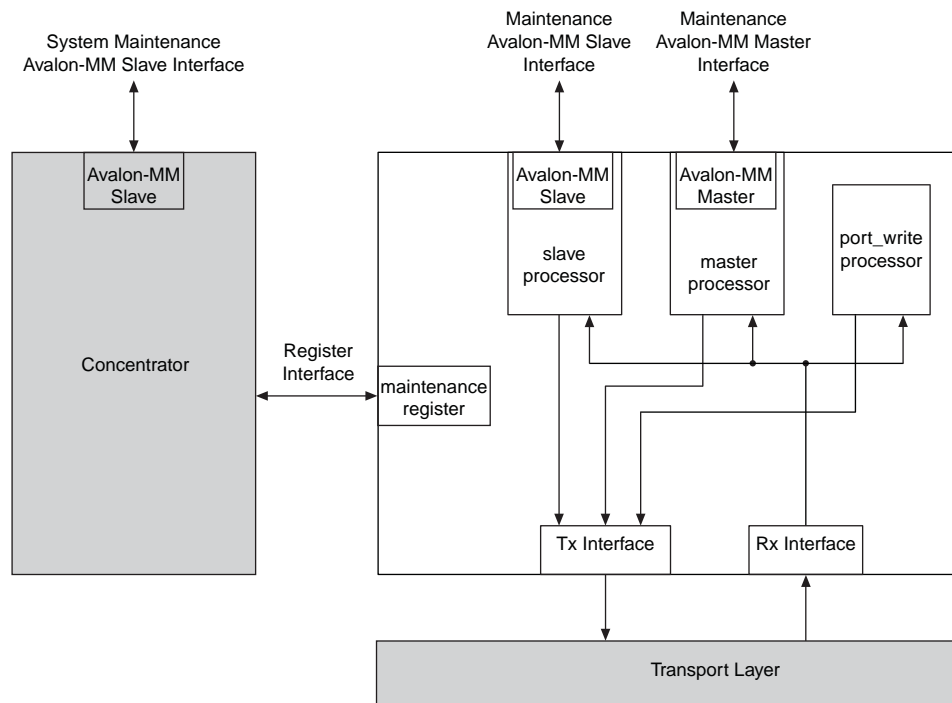 System Maintenance
Avalon-MM Slave Interface
Maintenance
Avalon-MM Slave
Interface
Maintenance
Avalon-MM Master
Interface
Avalon-MM
Slave
Avalon-MM
Slave
Avalon-MM
Master
slave
processor
master
processor
port_write
processor
Concentrator
Register
Interface
maintenance
register
Tx Interface
Rx Interface
Transport Layer